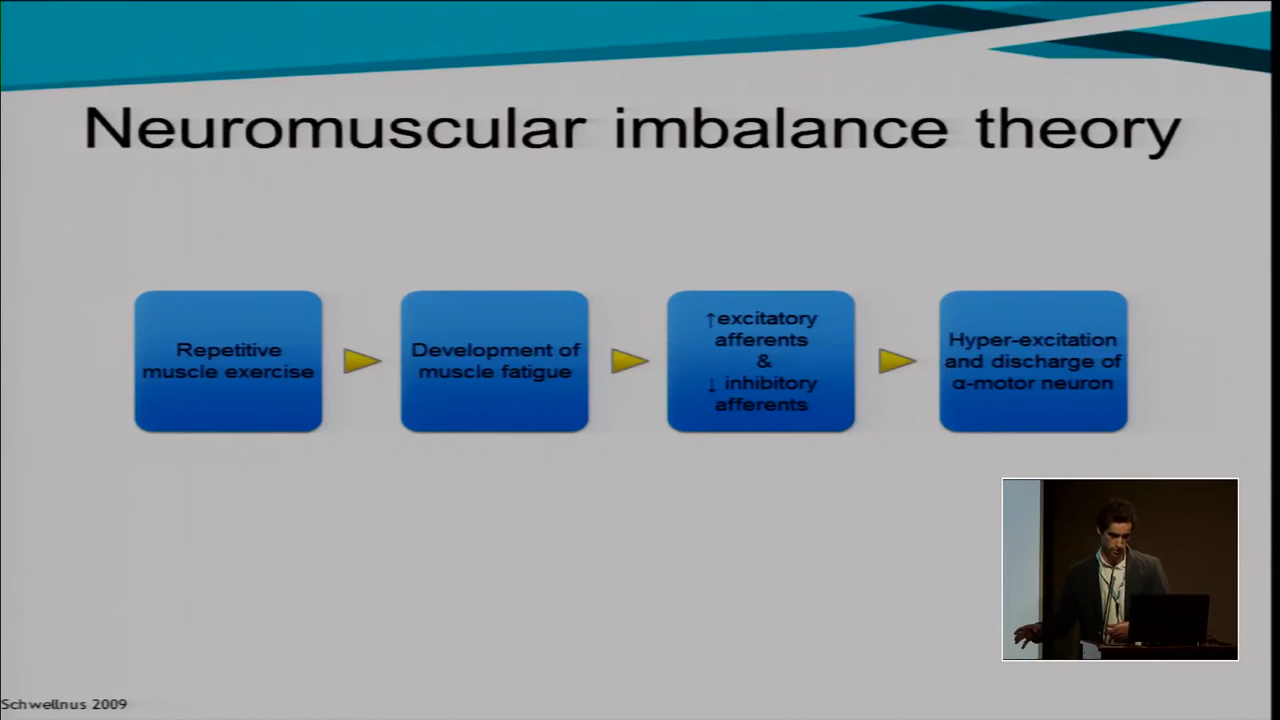 Neuromuscular imbalance theory
Repetitive
muscle exercise
Development of
muscle fatigue
↑excitatory
afferents
&
↓ inhibitory
afferents
Hyper-excitation
and discharge of
α-motor neuron
Schwellnus 2009